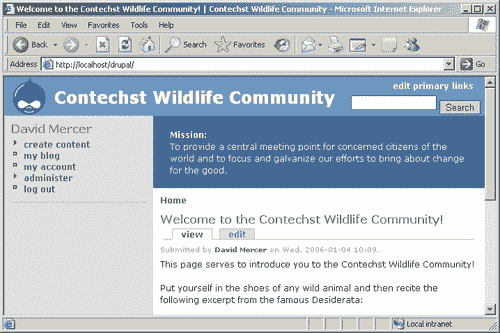 Welcome to the Contechst Wildlife Community! | Contechst Wildlife Community - Microsoft Internet Explorer
File Edit View Favorites Tools Help
Back Search Favorites
Address http://localhost/drupal/ Go
edit primary links
Contechst Wildlife Community
Search
David Mercer
create content
my blog
my account
administer
log out
Mission:
To provide a central meeting point for concerned citizens of the
world and to focus and galvanize our efforts to bring about change
for the good.
Home
Welcome to the Contechst Wildlife Community!
view edit
Submitted by David Mercer on Wed, 2006-01-04 10:09.
This page serves to introduce you to the Contechst Wildlife Community!
Put yourself in the shoes of any wild animal and then recite the
following excerpt from the famous Desiderata:
Local intranet